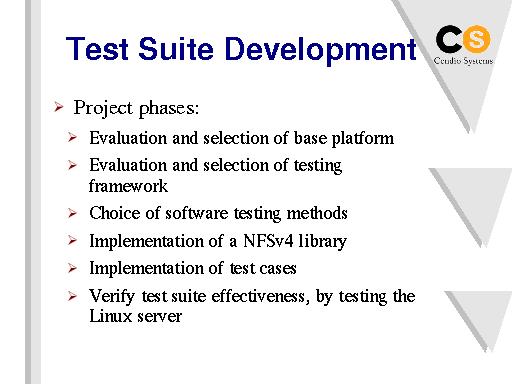 Test Suite Development
CS
Cendio Systems
Project phases:
Evaluation and selection of base platform
Evaluation and selection of testing
framework
Choice of software testing methods
Implementation of a NFSv4 library
Implementation of test cases
Verify test suite effectiveness, by testing the
Linux server